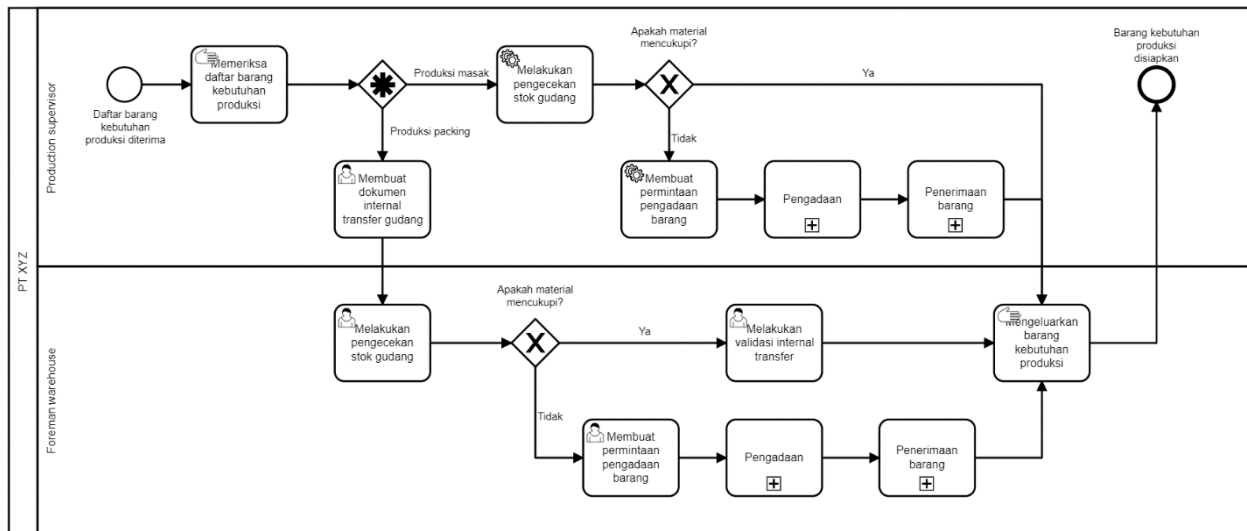 PT XYZ
Production supervisor
Daftar barang
kebutuhan
produksi diterima
Memeriksa
daftar barang
kebutuhan
produksi
Produksi masak
Produksi packing
Melakukan
pengecekan
stok gudang
Apakah material
mencukupi?
Ya
Tidak
Membuat
dokumen
internal
transfer gudang
Membuat
permintaan
pengadaan
barang
Pengadaan
Penerimaan
barang
Barang kebutuhan
produksi
disiapkan
Foreman warehouse
Melakukan
pengecekan
stok gudang
Apakah material
mencukupi?
Ya
Tidak
Melakukan
validasi internal
transfer
Mengeluarkan
barang
kebutuhan
produksi
Membuat
permintaan
pengadaan
barang
Pengadaan
Penerimaan
barang